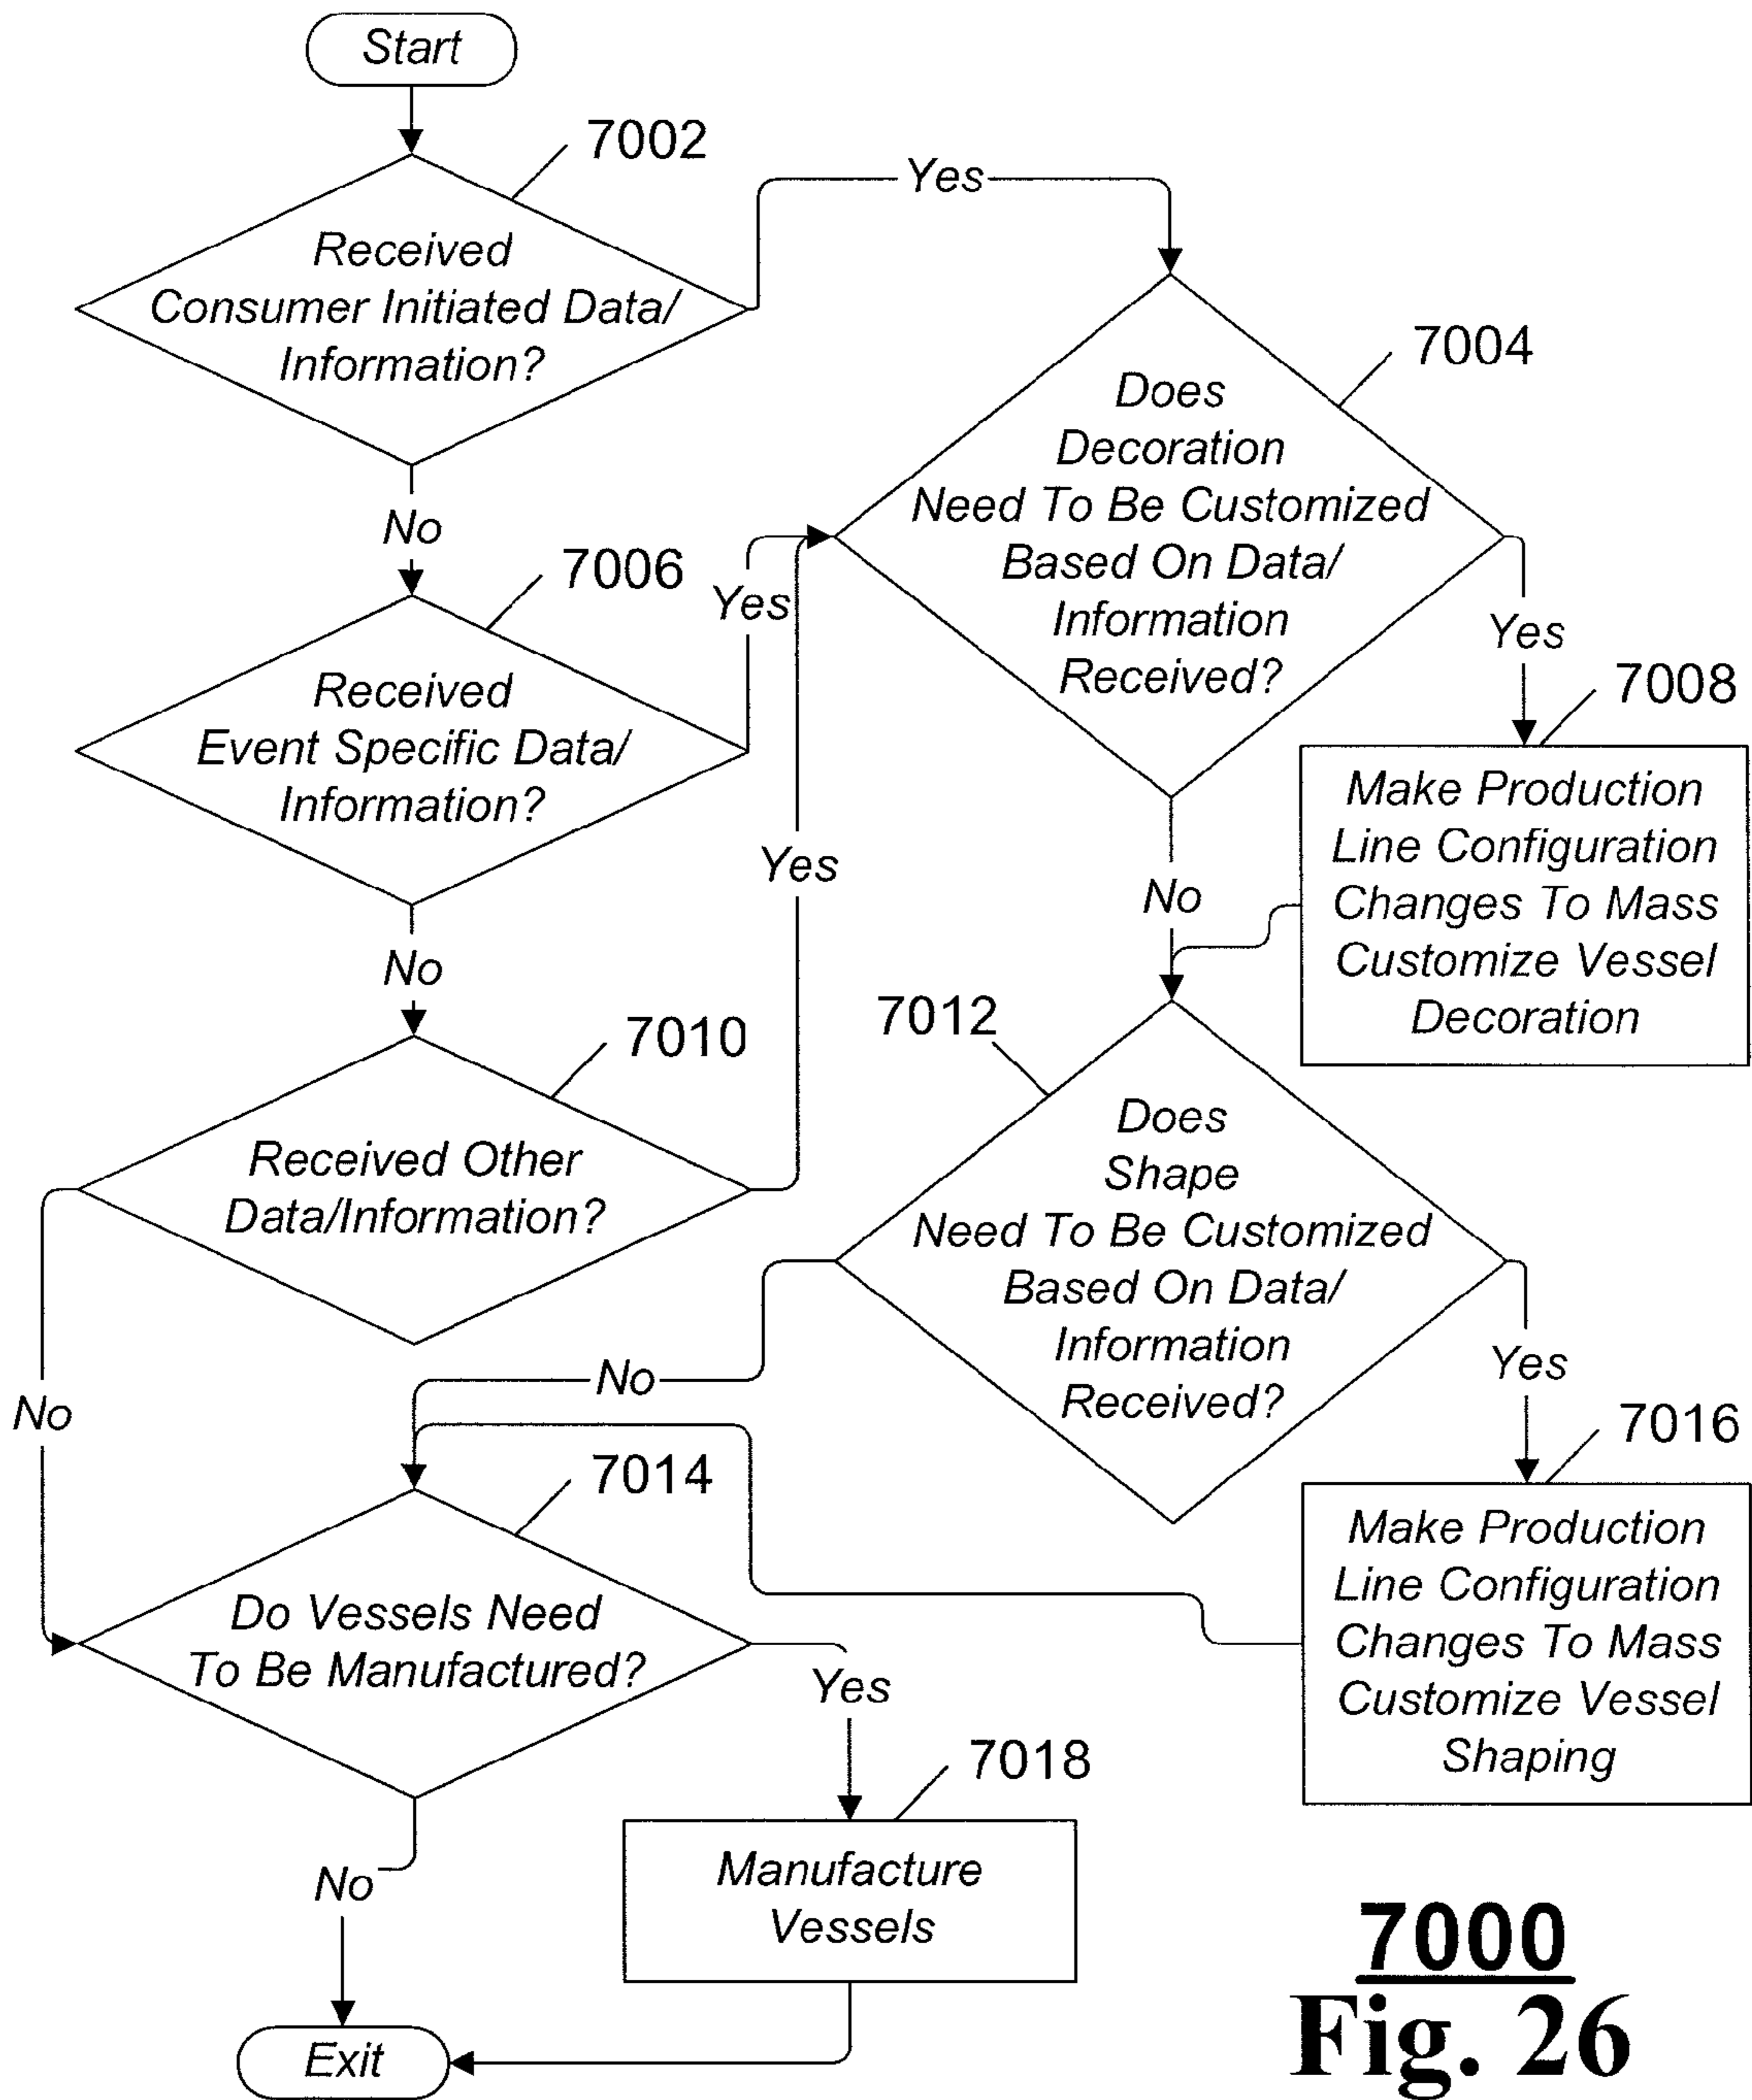 Start
7002
Yes
Received
Consumer Initiated Data/
Information?
7004
Does
Decoration
Need To Be Customized
Based On Data/
Information
Received?
No
7006
Yes
Yes
Received
Event Specific Data/
Information?
7008
Make Production
Line Configuration
Changes To Mass
Customize Vessel
Decoration
Yes
No
No
7010
7012
Received Other
Data/Information?
Does
Shape
Need To Be Customized
Based On Data/
Information
Received?
No
Yes
No
7016
7014
Make Production
Line Configuration
Changes To Mass
Customize Vessel
Shaping
Do Vessels Need
To Be Manufactured?
Yes
7018
No
Manufacture
Vessels
Exit
7000
Fig. 26